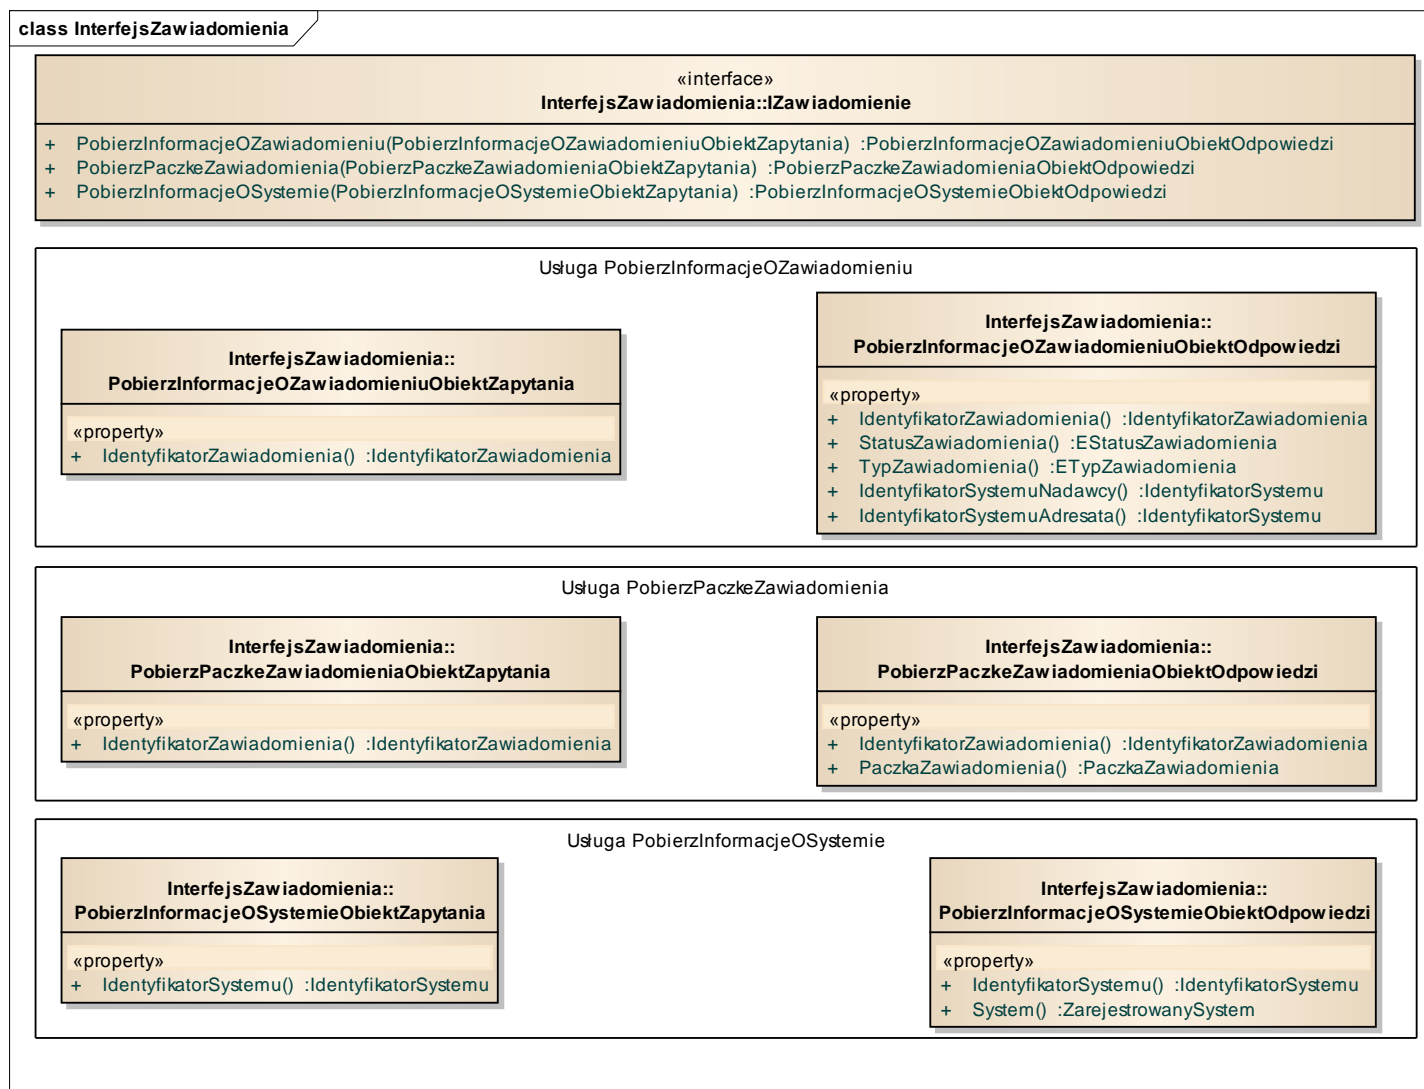 class InterfejsZawiadomienia
«interface»
InterfejsZawiadomienia::IZawiadomienie
+ PobierzInformacjeOZawiadomieniu(PobierzInformacjeOZawiadomieniuObiektZapytania) :PobierzInformacjeOZawiadomieniuObiektOdpowiedzi
+ PobierzPaczkeZawiadomienia(PobierzPaczkeZawiadomieniaObiektZapytania) :PobierzPaczkeZawiadomieniaObiektOdpowiedzi
+ PobierzInformacjeOSystemie(PobierzInformacjeOSystemieObiektZapytania) :PobierzInformacjeOSystemieObiektOdpowiedzi
Usługa PobierzInformacjeOZawiadomieniu
InterfejsZawiadomienia::
PobierzInformacjeOZawiadomieniuObiektZapytania
«property»
+ IdentyfikatorZawiadomienia() :IdentyfikatorZawiadomienia
InterfejsZawiadomienia::
PobierzInformacjeOZawiadomieniuObiektOdpowiedzi
«property»
+ IdentyfikatorZawiadomienia() :IdentyfikatorZawiadomienia
+ StatusZawiadomienia() :EStatusZawiadomienia
+ TypZawiadomienia() :ETypZawiadomienia
+ IdentyfikatorSystemuNadawcy() :IdentyfikatorSystemu
+ IdentyfikatorSystemuAdresata() :IdentyfikatorSystemu
Usługa PobierzPaczkeZawiadomienia
InterfejsZawiadomienia::
PobierzPaczkeZawiadomieniaObiektZapytania
«property»
+ IdentyfikatorZawiadomienia() :IdentyfikatorZawiadomienia
InterfejsZawiadomienia::
PobierzPaczkeZawiadomieniaObiektOdpowiedzi
«property»
+ IdentyfikatorZawiadomienia() :IdentyfikatorZawiadomienia
+ PaczkaZawiadomienia() :PaczkaZawiadomienia
Usługa PobierzInformacjeOSystemie
InterfejsZawiadomienia::
PobierzInformacjeOSystemieObiektZapytania
«property»
+ IdentyfikatorSystemu() :IdentyfikatorSystemu
InterfejsZawiadomienia::
PobierzInformacjeOSystemieObiektOdpowiedzi
«property»
+ IdentyfikatorSystemu() :IdentyfikatorSystemu
+ System() :ZarejestrowanySystem